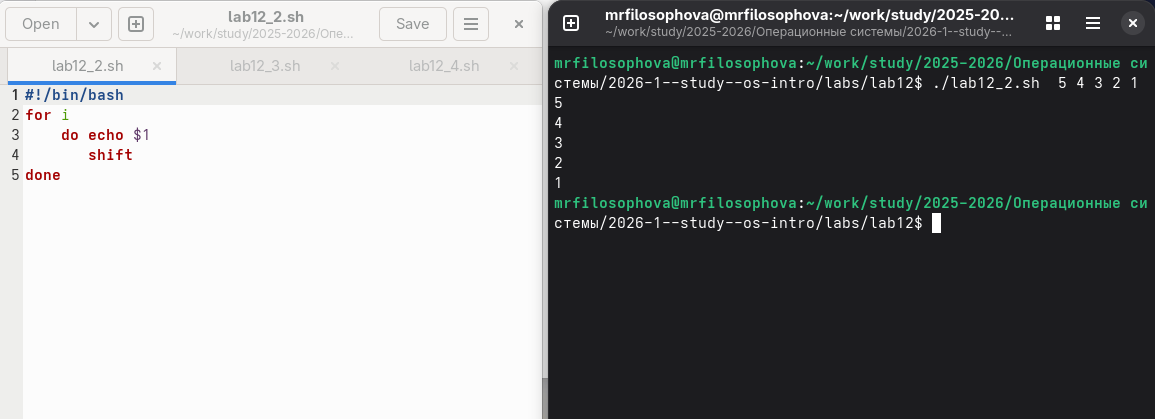 Open
lab12_2.sh
~/work/study/2025-2026/Опе...
Save
lab12_2.sh
lab12_3.sh
lab12_4.sh
1 #!/bin/bash
2 for i
3     do echo $1
4        shift
5 done
mrfilosophova@mrfilosophova:~/work/study/2025-20...
~/work/study/2025-2026/Операционные системы/2026-1--study--...
mrfilosophova@mrfilosophova:~/work/study/2025-2026/Операционные си
стемы/2026-1--study--os-intro/labs/lab12$ ./lab12_2.sh  5 4 3 2 1
5
4
3
2
1
mrfilosophova@mrfilosophova:~/work/study/2025-2026/Операционные си
стемы/2026-1--study--os-intro/labs/lab12$